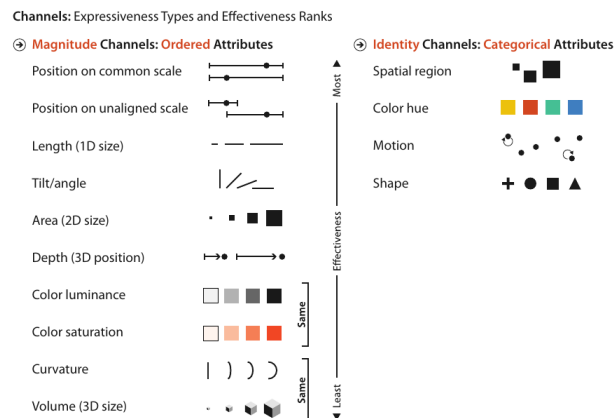 Channels: Expressiveness Types and Effectiveness Ranks
Magnitude Channels: Ordered Attributes
Position on common scale
Position on unaligned scale
Length (1D size)
Tilt/angle
Area (2D size)
Depth (3D position)
Color luminance
Color saturation
Curvature
Volume (3D size)
Same
Same
Most
Effectiveness
Least
Identity Channels: Categorical Attributes
Spatial region
Color hue
Motion
Shape